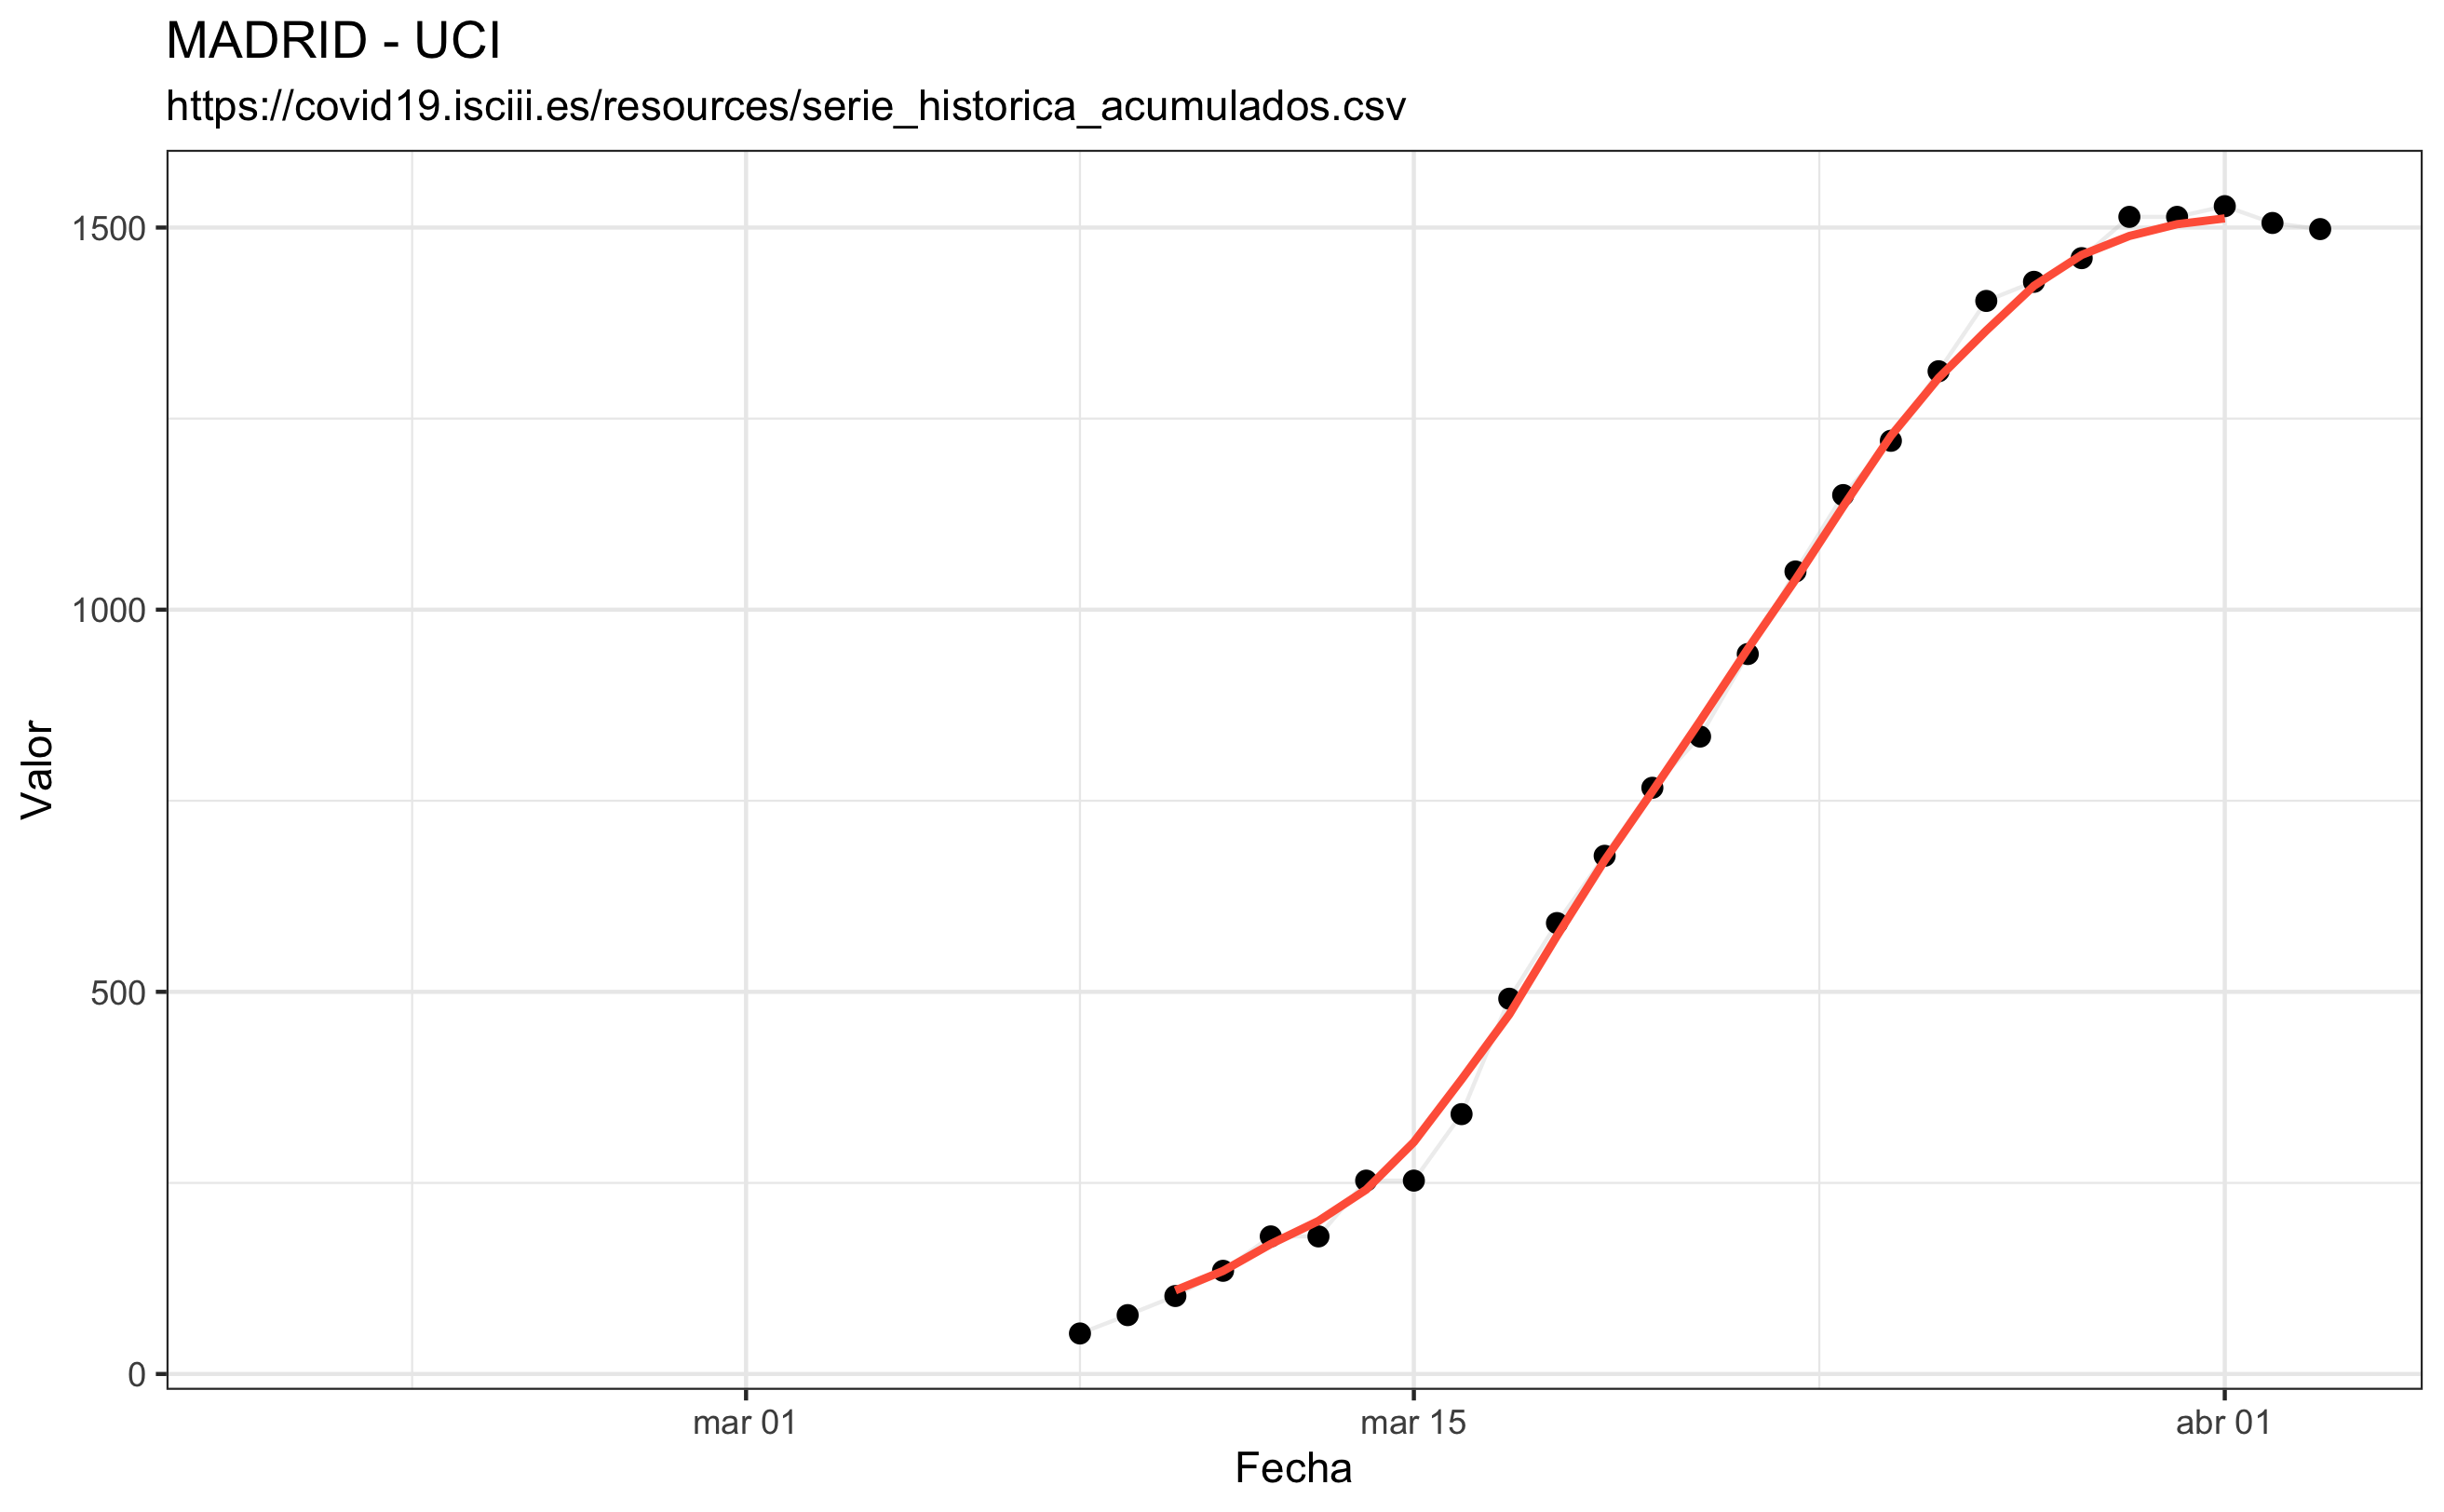 MADRID - UCI
https://covid19.isciii.es/resources/serie_historica_acumulados.csv
1500
1000
500
0
Valor
mar 01
mar 15
abr 01
Fecha